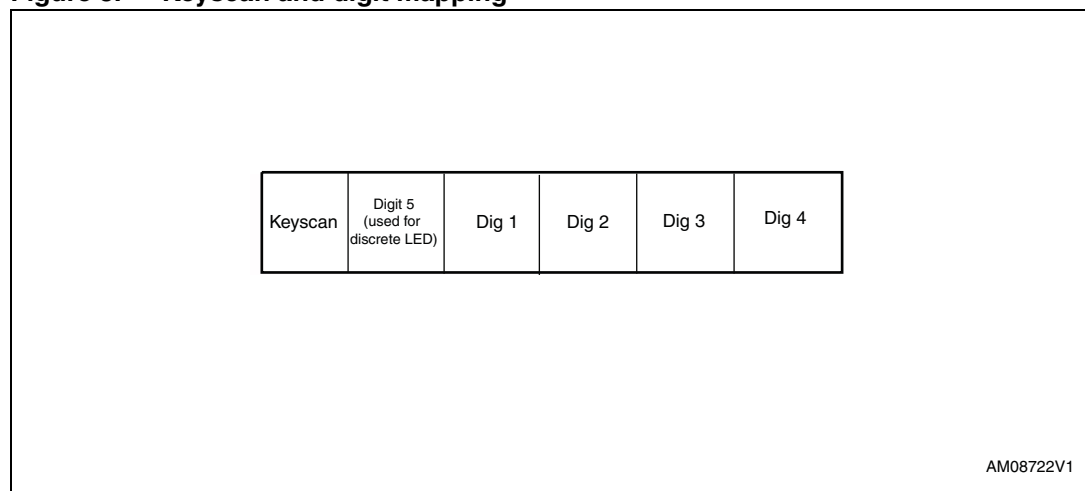 Keyscan and digit mapping
Keyscan
Digit 5
(used for
discrete LED)
Dig 1
Dig 2
Dig 3
Dig 4
AM08722V1